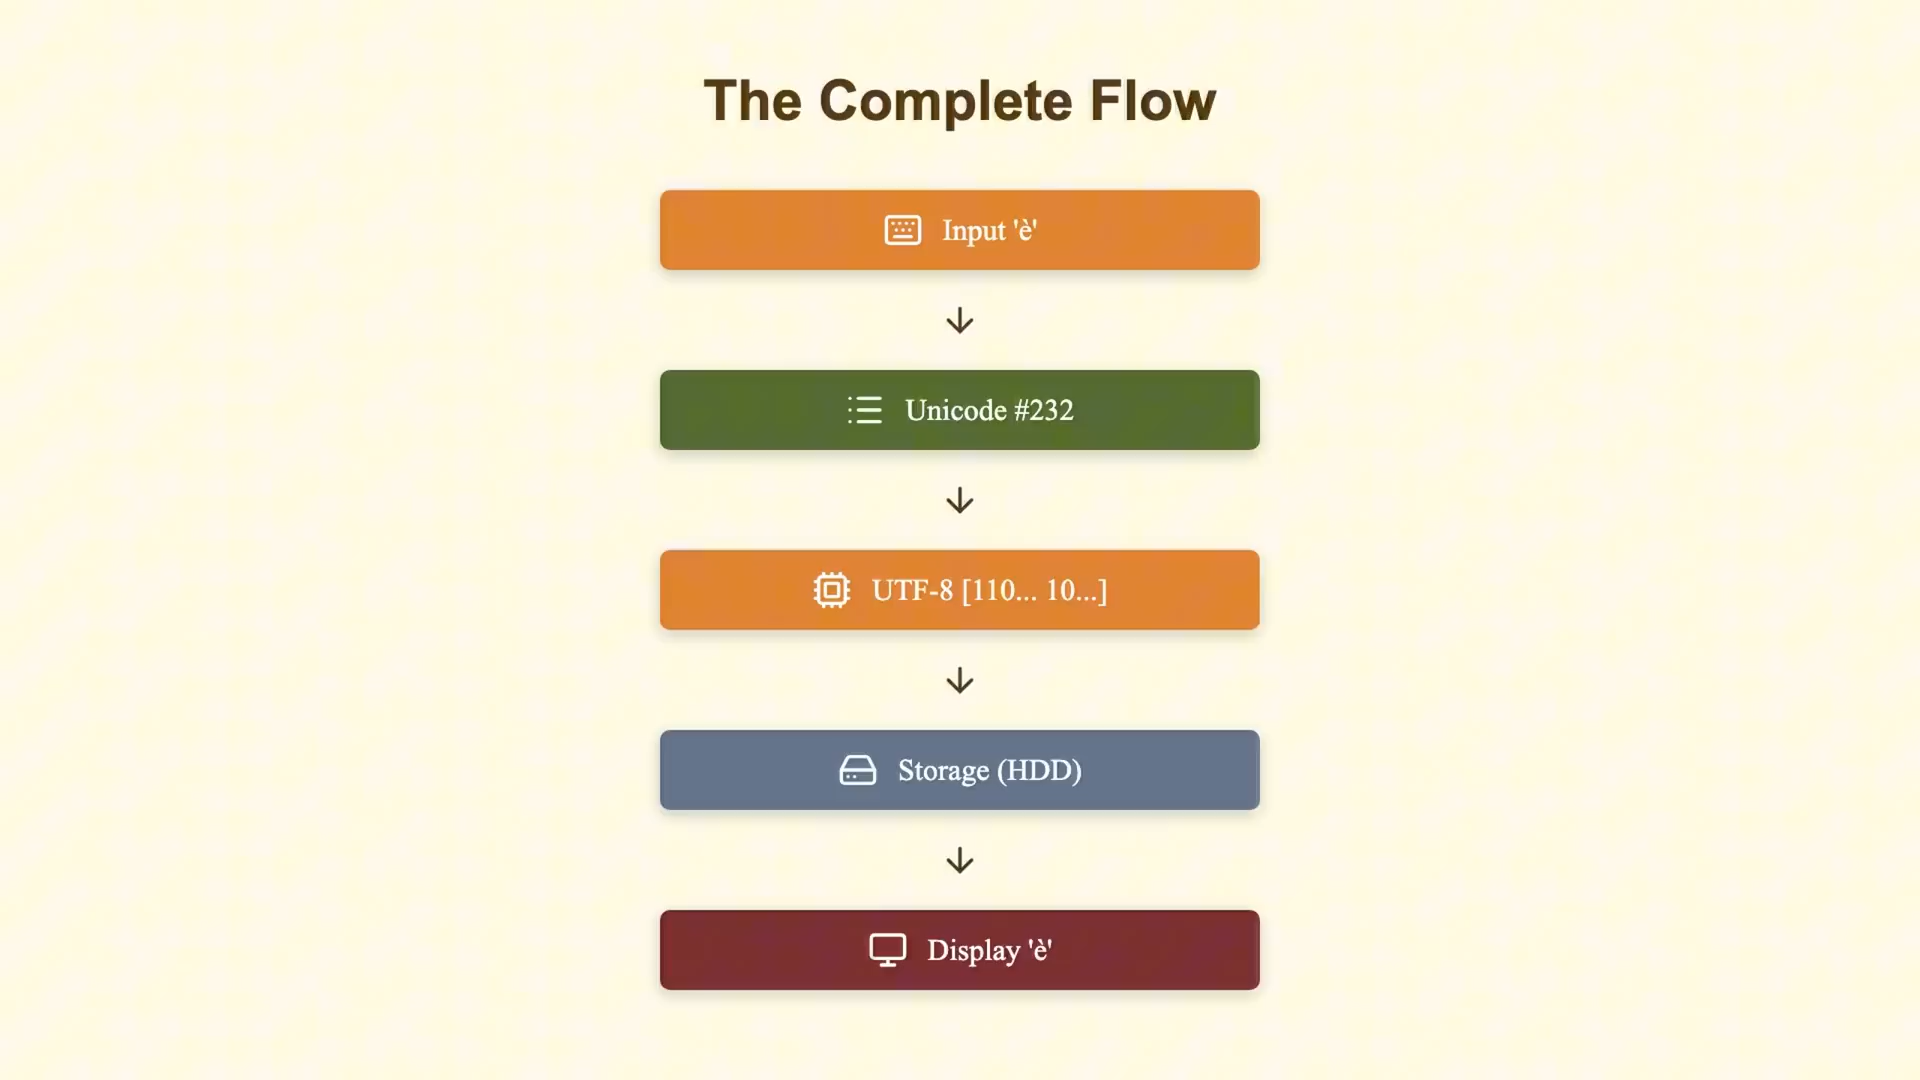 The Complete Flow
Input 'è'
Unicode #232
UTF-8 [110... 10...]
Storage (HDD)
Display 'è'